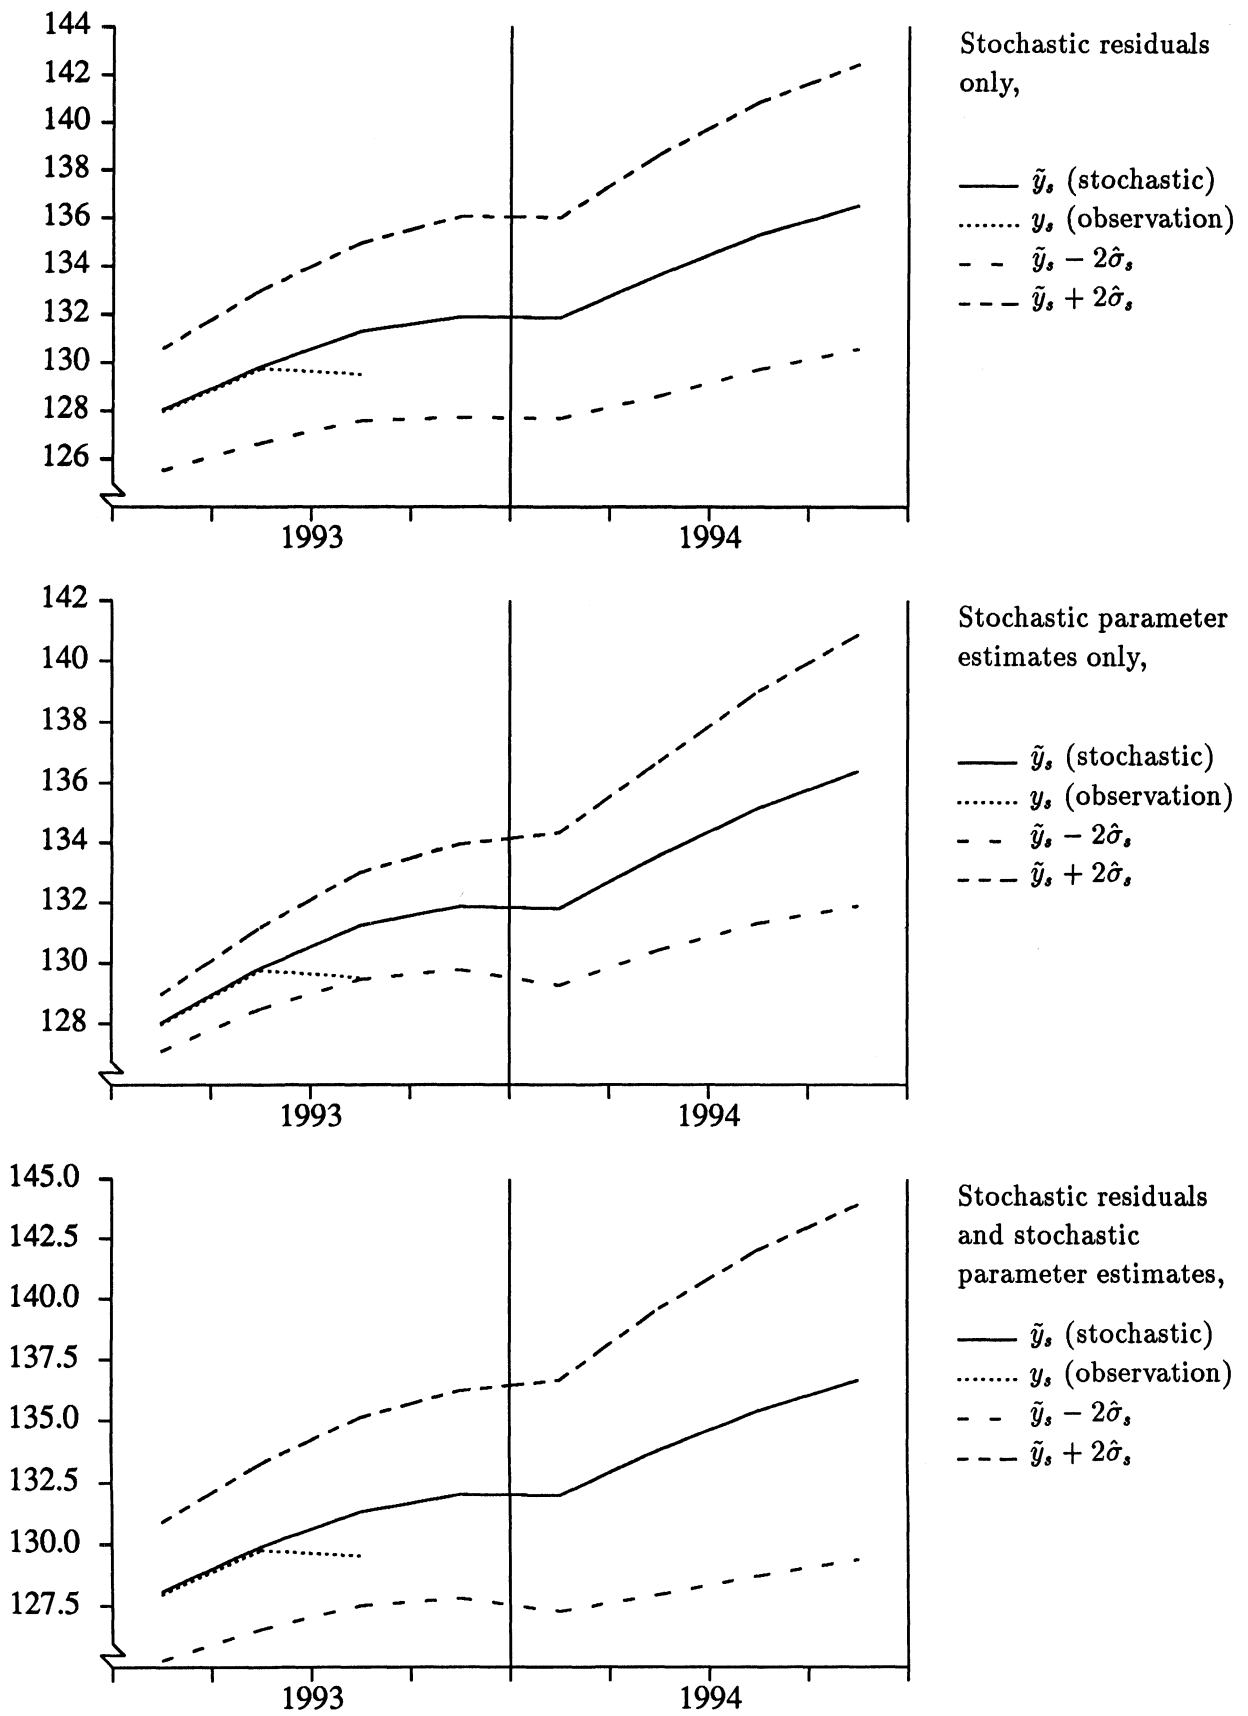 144
142
140
138
136
134
132
130
128
126
1993 1994
Stochastic residuals
only,
ỹₛ (stochastic)
yₛ (observation)
ỹₛ − 2σ̂ₛ
ỹₛ + 2σ̂ₛ
142
140
138
136
134
132
130
128
1993 1994
Stochastic parameter
estimates only,
ỹₛ (stochastic)
yₛ (observation)
ỹₛ − 2σ̂ₛ
ỹₛ + 2σ̂ₛ
145.0
142.5
140.0
137.5
135.0
132.5
130.0
127.5
1993 1994
Stochastic residuals
and stochastic
parameter estimates,
ỹₛ (stochastic)
yₛ (observation)
ỹₛ − 2σ̂ₛ
ỹₛ + 2σ̂ₛ